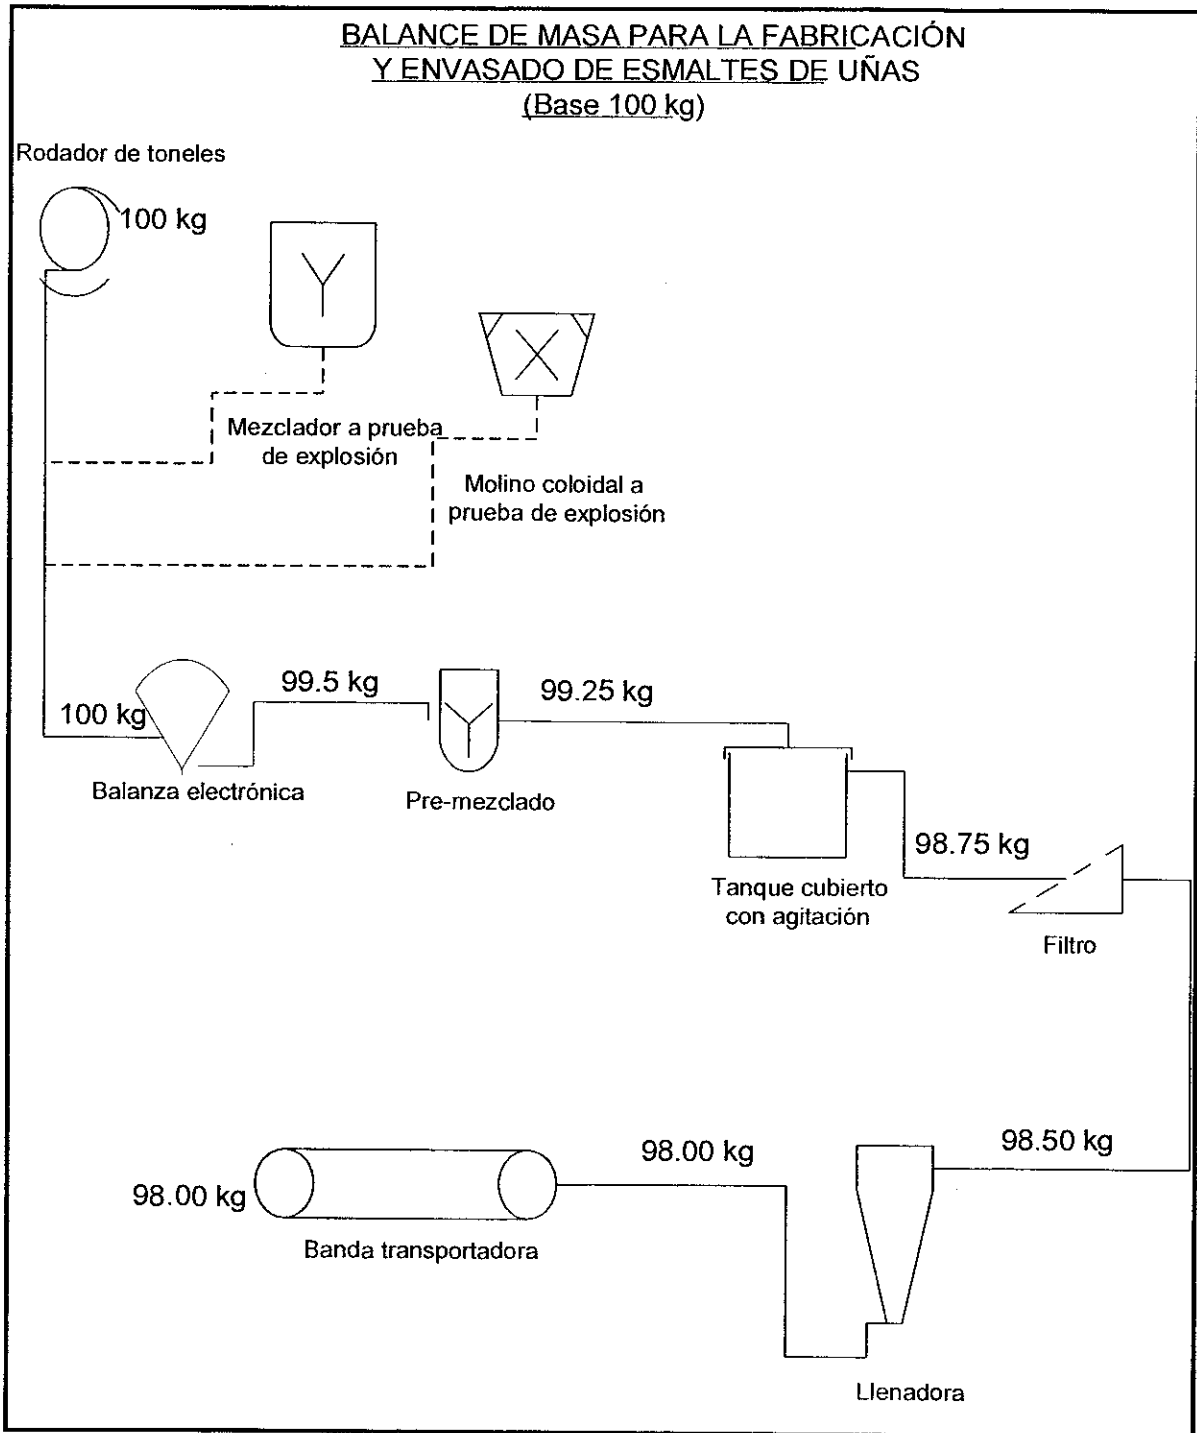 BALANCE DE MASA PARA LA FABRICACIÓN
Y ENVASADO DE ESMALTES DE UÑAS
(Base 100 kg)
Rodador de toneles
100 kg
Mezclador a prueba
de explosión
Molino coloidal a
prueba de explosión
99.5 kg
99.25 kg
100 kg
Balanza electrónica
Pre-mezclado
98.75 kg
Tanque cubierto
con agitación
Filtro
98.50 kg
98.00 kg
98.00 kg
Banda transportadora
Llenadora